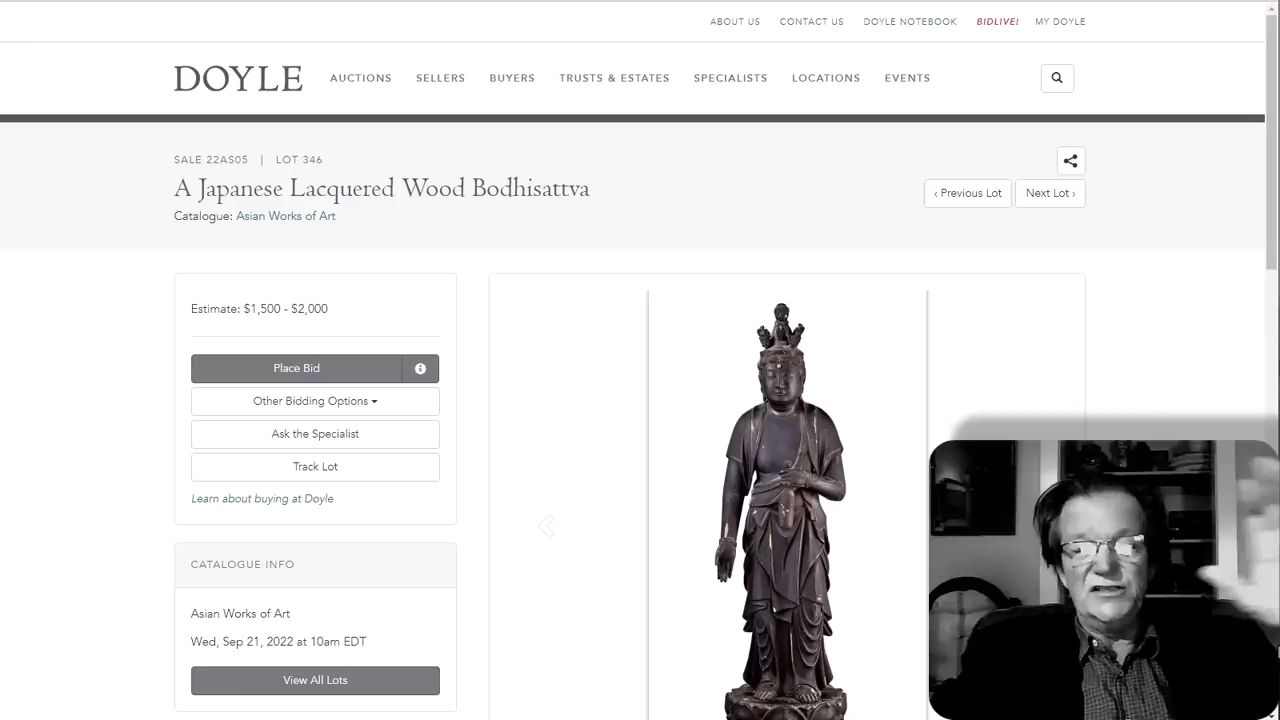 ABOUT US CONTACT US DOYLE NOTEBOOK BIDLIVE! MY DOYLE
DOYLE AUCTIONS SELLERS BUYERS TRUSTS & ESTATES SPECIALISTS LOCATIONS EVENTS
SALE 22AS05 | LOT 346
A Japanese Lacquered Wood Bodhisattva
‹ Previous Lot Next Lot ›
Catalogue: Asian Works of Art
Estimate: $1,500 - $2,000
Place Bid
Other Bidding Options
Ask the Specialist
Track Lot
Learn about buying at Doyle
CATALOGUE INFO
Asian Works of Art
Wed, Sep 21, 2022 at 10am EDT
View All Lots